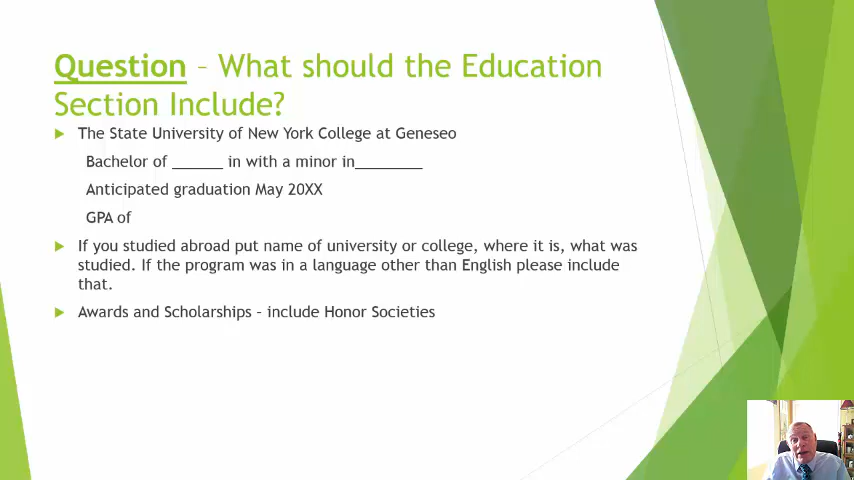 Question – What should the Education
Section Include?
The State University of New York College at Geneseo
Bachelor of ______ in with a minor in________
Anticipated graduation May 20XX
GPA of
If you studied abroad put name of university or college, where it is, what was
studied. If the program was in a language other than English please include
that.
Awards and Scholarships – include Honor Societies